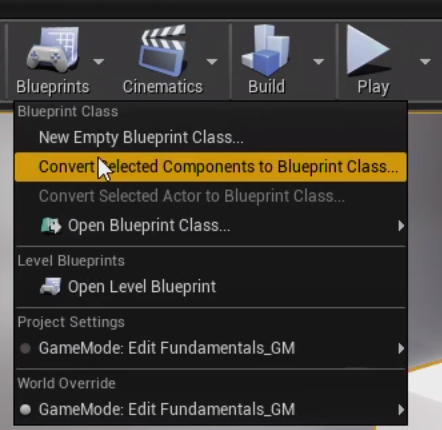 Blueprints Cinematics Build Play
Blueprint Class
New Empty Blueprint Class...
Convert Selected Components to Blueprint Class...
Convert Selected Actor to Blueprint Class...
Open Blueprint Class...
Level Blueprints
Open Level Blueprint
Project Settings
GameMode: Edit Fundamentals_GM
World Override
GameMode: Edit Fundamentals_GM